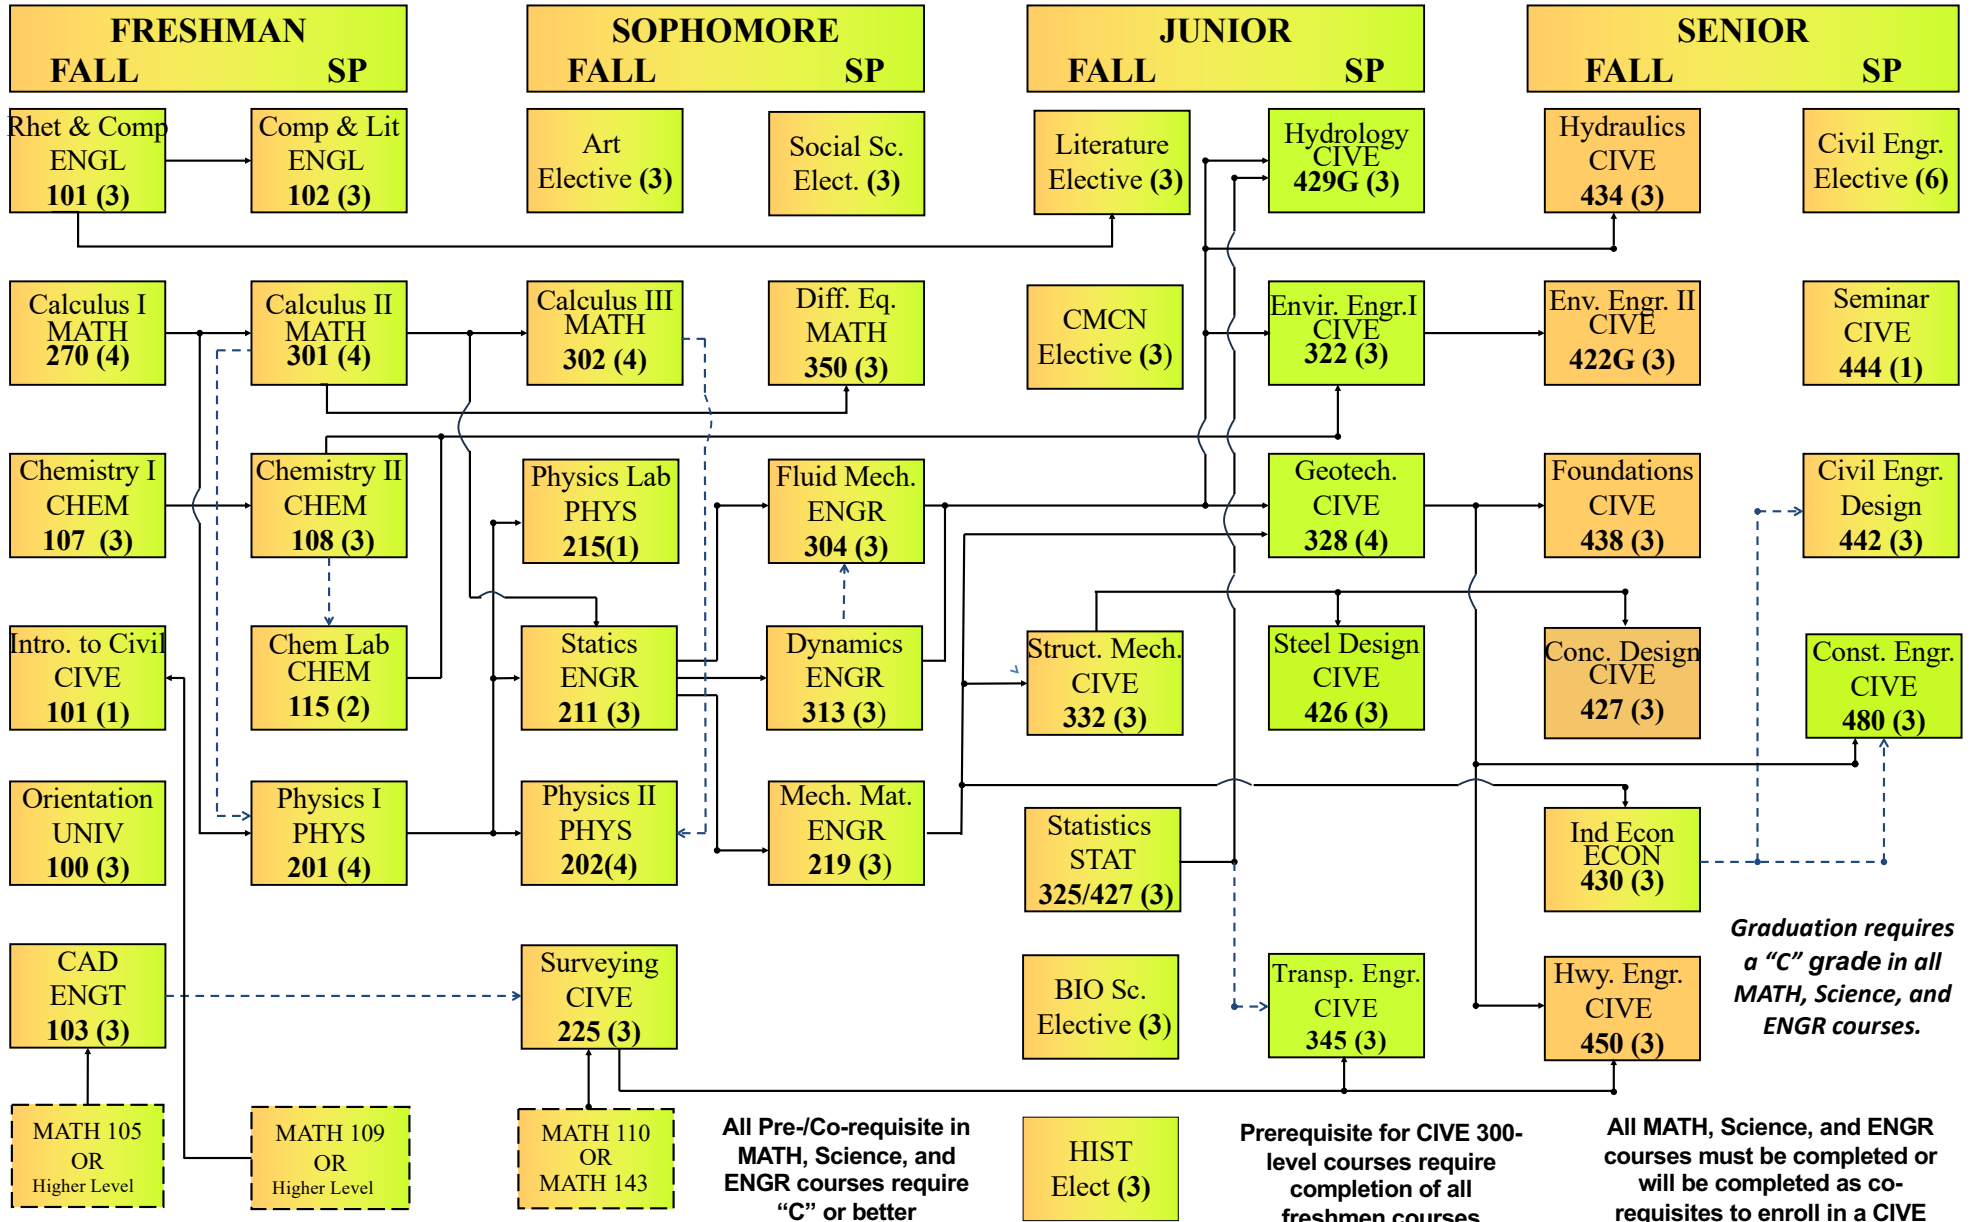 FRESHMAN
FALL SP
SOPHOMORE
FALL SP
JUNIOR
FALL SP
SENIOR
FALL SP
Rhet & Comp
ENGL
101 (3)
Comp & Lit
ENGL
102 (3)
Art
Elective (3)
Social Sc.
Elect. (3)
Literature
Elective (3)
Hydrology
CIVE
429G (3)
Hydraulics
CIVE
434 (3)
Civil Engr.
Elective (6)
Calculus I
MATH
270 (4)
Calculus II
MATH
301 (4)
Calculus III
MATH
302 (4)
Diff. Eq.
MATH
350 (3)
CMCN
Elective (3)
Envir. Engr.I
CIVE
322 (3)
Env. Engr. II
CIVE
422G (3)
Seminar
CIVE
444 (1)
Chemistry I
CHEM
107 (3)
Chemistry II
CHEM
108 (3)
Physics Lab
PHYS
215(1)
Fluid Mech.
ENGR
304 (3)
Geotech.
CIVE
328 (4)
Foundations
CIVE
438 (3)
Civil Engr.
Design
442 (3)
Intro. to Civil
CIVE
101 (1)
Chem Lab
CHEM
115 (2)
Statics
ENGR
211 (3)
Dynamics
ENGR
313 (3)
Struct. Mech.
CIVE
332 (3)
Steel Design
CIVE
426 (3)
Conc. Design
CIVE
427 (3)
Const. Engr.
CIVE
480 (3)
Orientation
UNIV
100 (3)
Physics I
PHYS
201 (4)
Physics II
PHYS
202(4)
Mech. Mat.
ENGR
219 (3)
Statistics
STAT
325/427 (3)
Ind Econ
ECON
430 (3)
Graduation requires
a “C” grade in all
MATH, Science, and
ENGR courses.
CAD
ENGT
103 (3)
Surveying
CIVE
225 (3)
BIO Sc.
Elective (3)
Transp. Engr.
CIVE
345 (3)
Hwy. Engr.
CIVE
450 (3)
MATH 105
OR
Higher Level
MATH 109
OR
Higher Level
MATH 110
OR
MATH 143
All Pre-/Co-requisite in
MATH, Science, and
ENGR courses require
“C” or better
HIST
Elect (3)
Prerequisite for CIVE 300-
level courses require
completion of all
freshmen courses
All MATH, Science, and ENGR
courses must be completed or
will be completed as co-
requisites to enroll in a CIVE